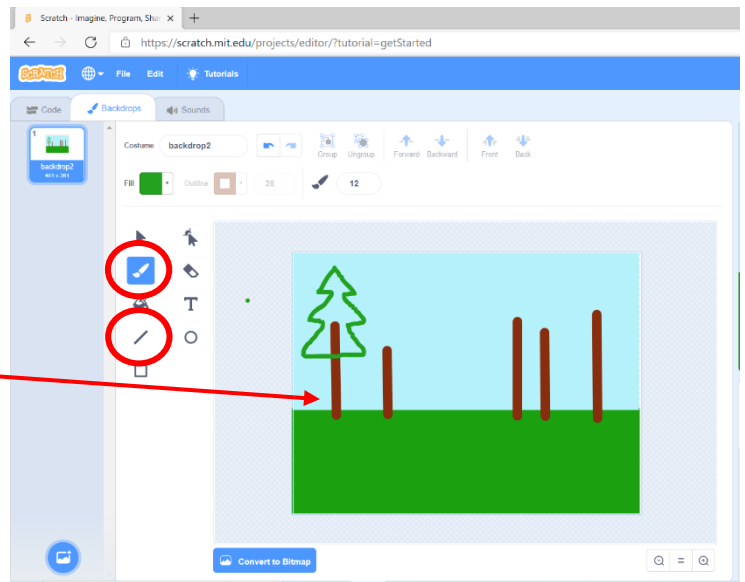 Scratch - Imagine, Program, Shar
https://scratch.mit.edu/projects/editor/?tutorial=getStarted
SCRATCH File Edit Tutorials
Code Backdrops Sounds
1
backdrop2
Costume backdrop2 Group Ungroup Forward Backward Front Back
Fill Outline 26 12
T
Convert to Bitmap